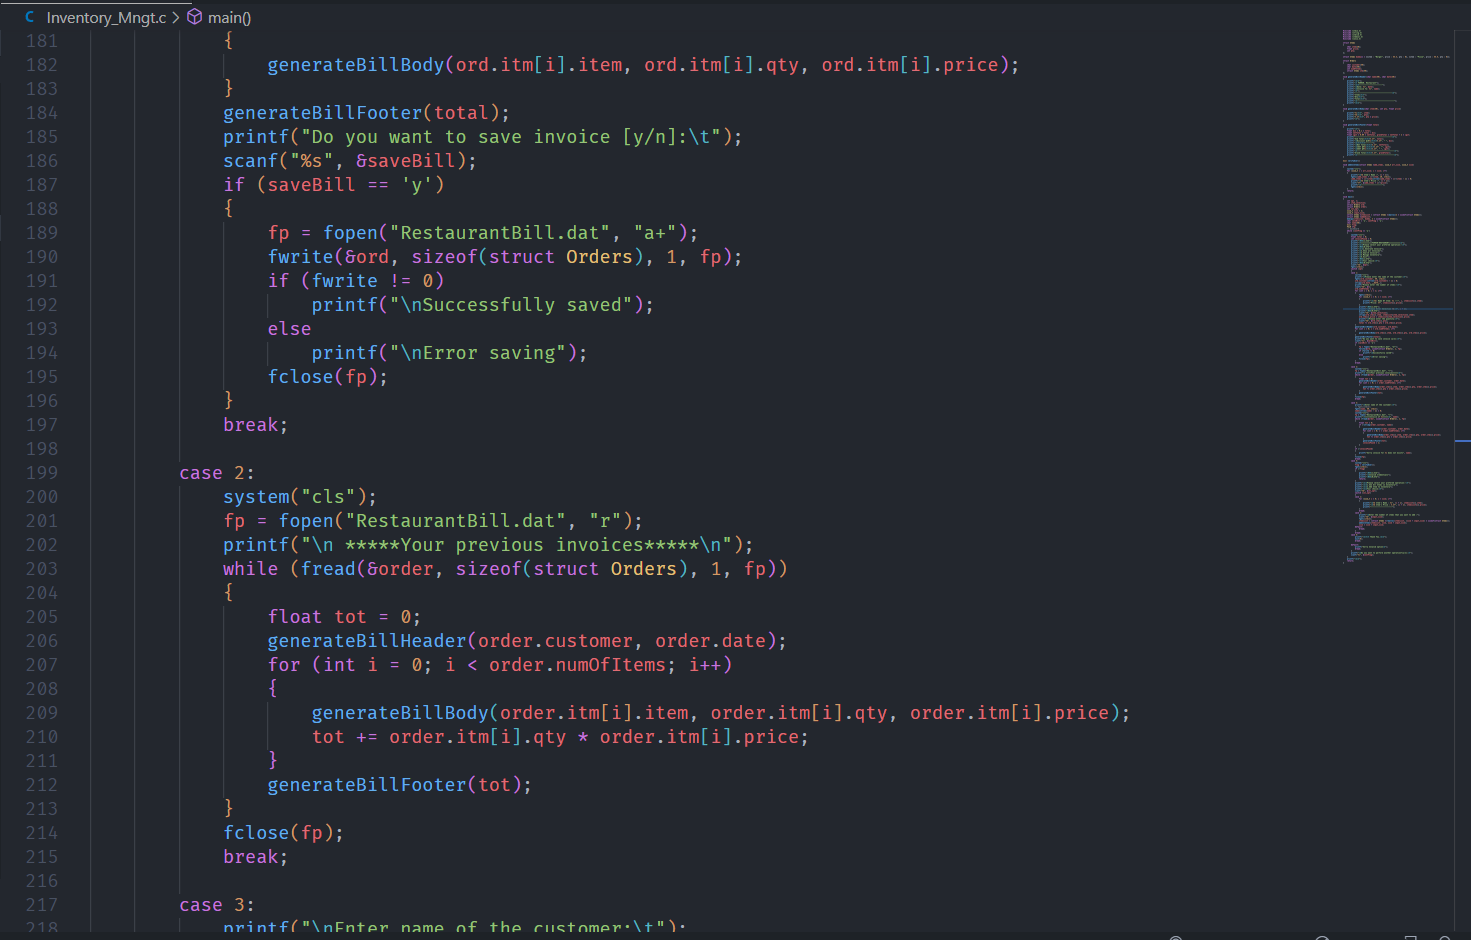 C Inventory_Mngt.c > main()
181 {
182 generateBillBody(ord.itm[i].item, ord.itm[i].qty, ord.itm[i].price);
183 }
184 generateBillFooter(total);
185 printf("Do you want to save invoice [y/n]:\t");
186 scanf("%s", &saveBill);
187 if (saveBill == 'y')
188 {
189 fp = fopen("RestaurantBill.dat", "a+");
190 fwrite(&ord, sizeof(struct Orders), 1, fp);
191 if (fwrite != 0)
192 printf("\nSuccessfully saved");
193 else
194 printf("\nError saving");
195 fclose(fp);
196 }
197 break;
198
199 case 2:
200 system("cls");
201 fp = fopen("RestaurantBill.dat", "r");
202 printf("\n *****Your previous invoices*****\n");
203 while (fread(&order, sizeof(struct Orders), 1, fp))
204 {
205 float tot = 0;
206 generateBillHeader(order.customer, order.date);
207 for (int i = 0; i < order.numOfItems; i++)
208 {
209 generateBillBody(order.itm[i].item, order.itm[i].qty, order.itm[i].price);
210 tot += order.itm[i].qty * order.itm[i].price;
211 }
212 generateBillFooter(tot);
213 }
214 fclose(fp);
215 break;
216
217 case 3:
218 printf("\nEnter name of the customer:\t");